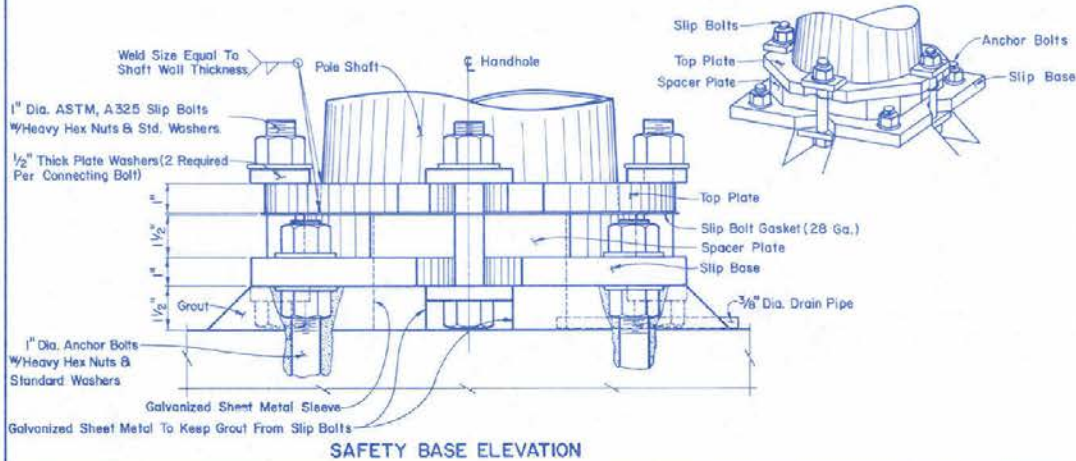 Weld Size Equal To
Shaft Wall Thickness
Pole Shaft
℄ Handhole
1" Dia. ASTM, A325 Slip Bolts
W/Heavy Hex Nuts & Std. Washers.
1/2" Thick Plate Washers (2 Required
Per Connecting Bolt)
1"
1 1/2"
1"
1 1/2"
Grout
1" Dia. Anchor Bolts
W/Heavy Hex Nuts &
Standard Washers
Galvanized Sheet Metal Sleeve
Galvanized Sheet Metal To Keep Grout From Slip Bolts
Top Plate
Slip Bolt Gasket (28 Ga.)
Spacer Plate
Slip Base
3/8" Dia. Drain Pipe
Slip Bolts
Top Plate
Spacer Plate
Anchor Bolts
Slip Base
SAFETY BASE ELEVATION